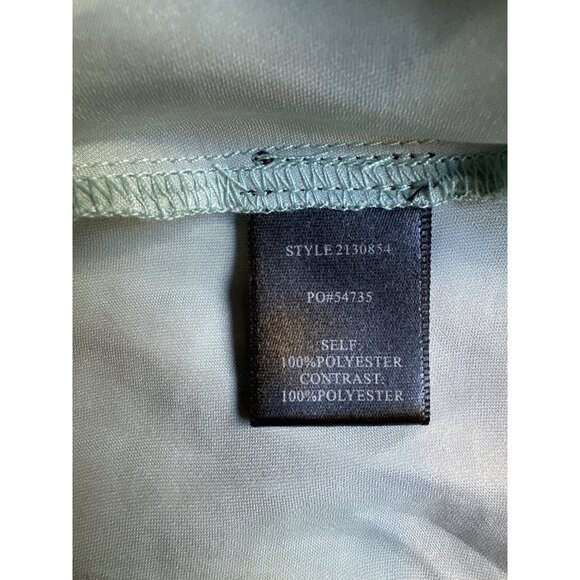 STYLE 2130854
PO#54735
SELF:
100%POLYESTER
CONTRAST:
100%POLYESTER